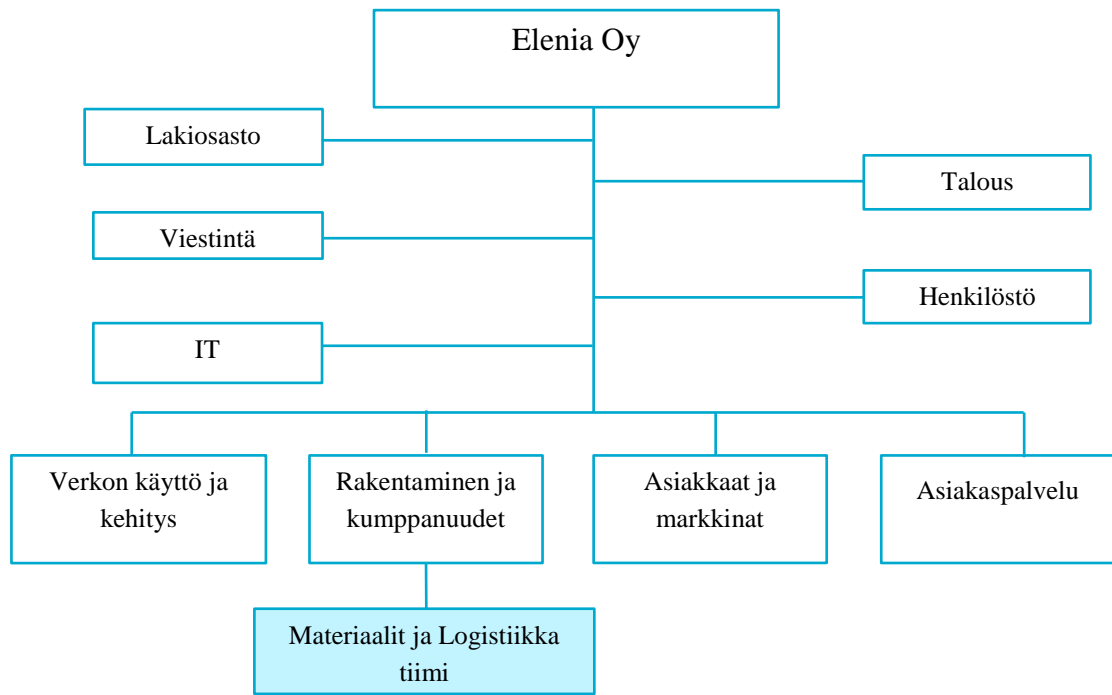 Elenia Oy
Lakiosasto
Talous
Viestintä
Henkilöstö
IT
Verkon käyttö ja
kehitys
Rakentaminen ja
kumppanuudet
Asiakkaat ja
markkinat
Asiakaspalvelu
Materiaalit ja Logistiikka
tiimi